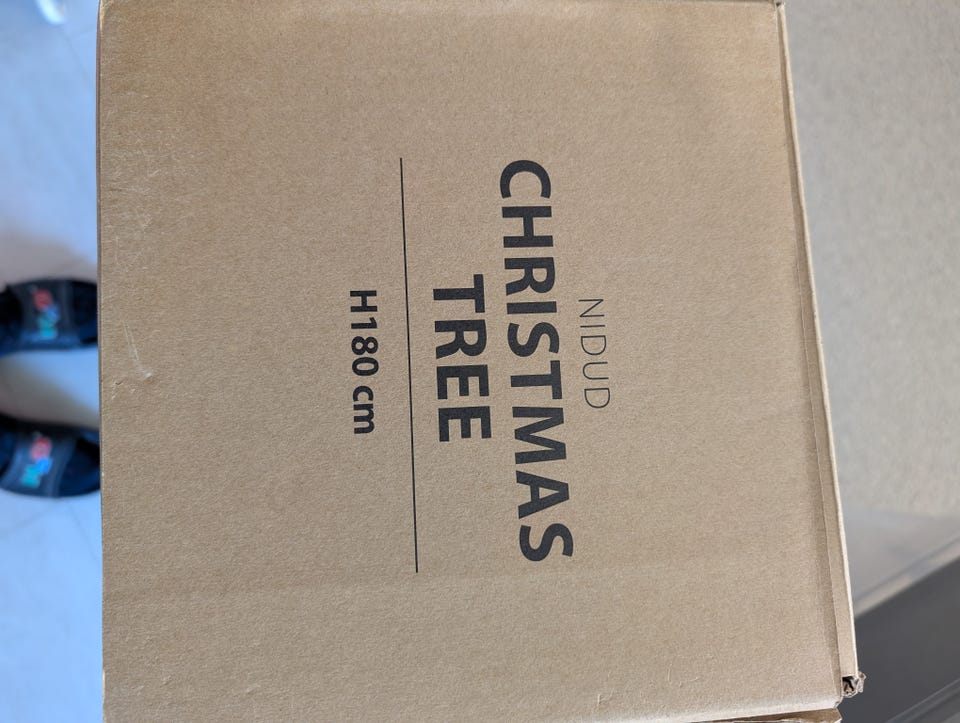 NIDUD
CHRISTMAS
TREE
H180 cm